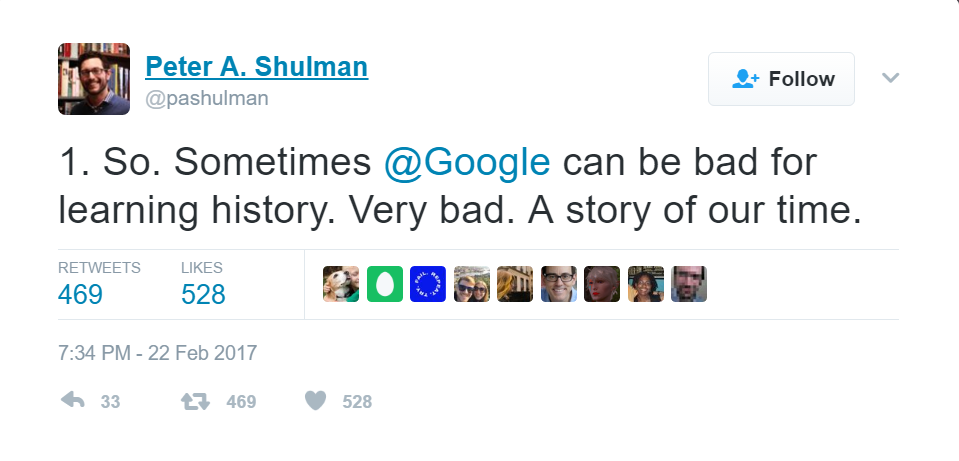 Peter A. Shulman
@pashulman
Follow
1. So. Sometimes @Google can be bad for
learning history. Very bad. A story of our time.
RETWEETS LIKES
469 528
7:34 PM - 22 Feb 2017
33 469 528